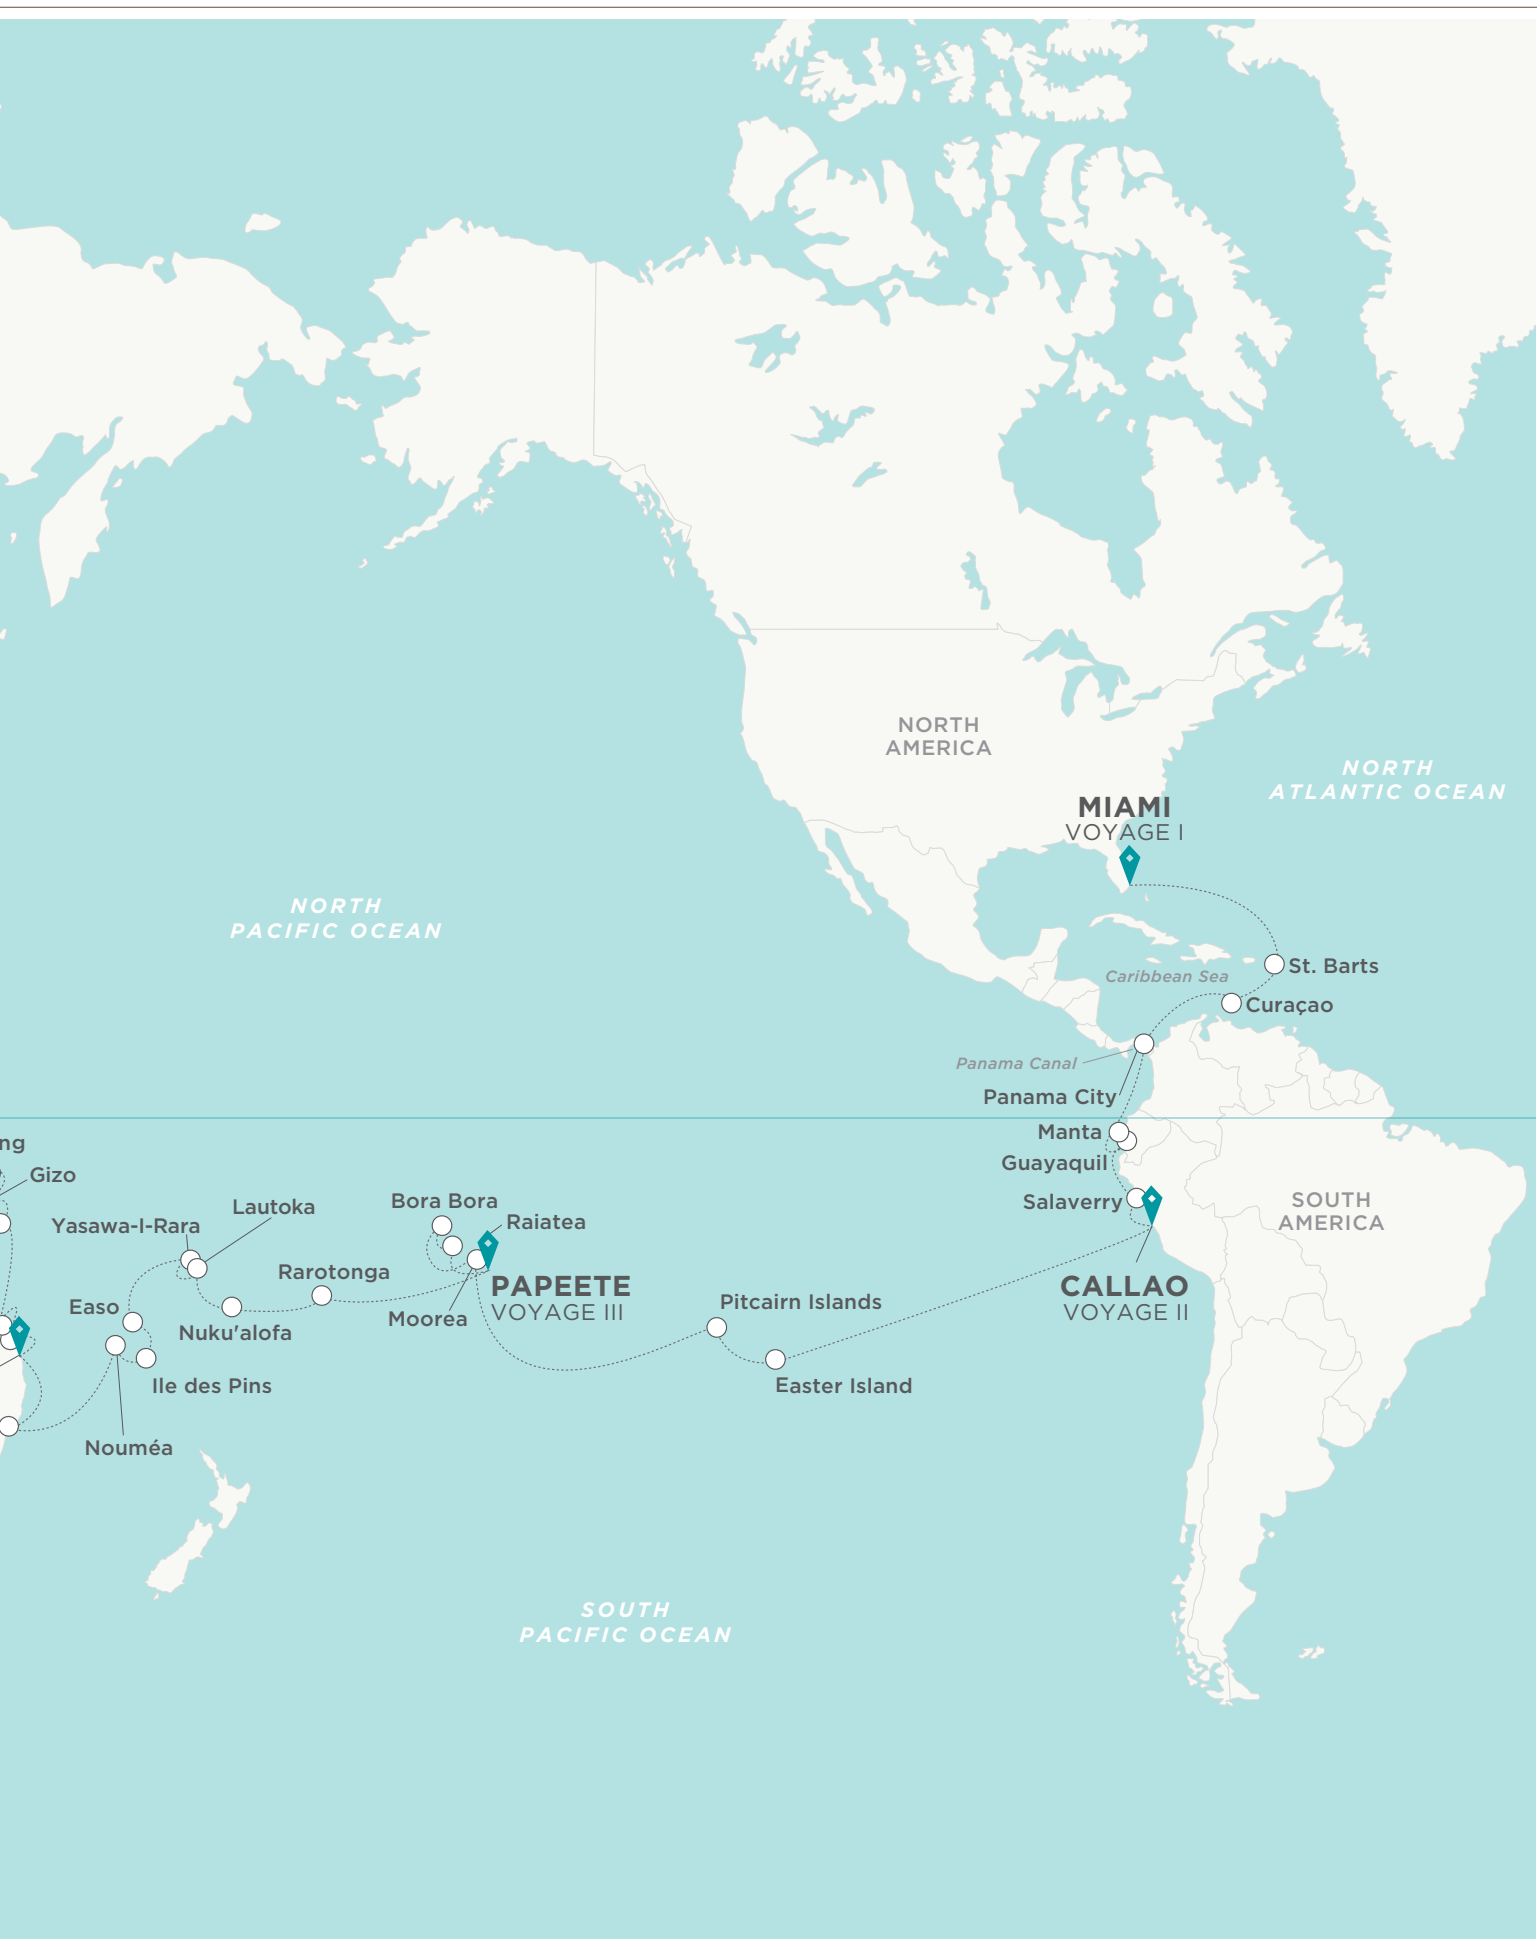 NORTH
AMERICA
NORTH
ATLANTIC OCEAN
MIAMI
VOYAGE I
NORTH
PACIFIC OCEAN
St. Barts
Caribbean Sea
Curaçao
Panama Canal
Panama City
Manta
ng
Guayaquil
Gizo
Bora Bora
Salaverry
SOUTH
AMERICA
Lautoka
Yasawa-I-Rara
Raiatea
Rarotonga
PAPEETE
VOYAGE III
CALLAO
VOYAGE II
Pitcairn Islands
Easo
Moorea
Nuku'alofa
Ile des Pins
Easter Island
Nouméa
SOUTH
PACIFIC OCEAN